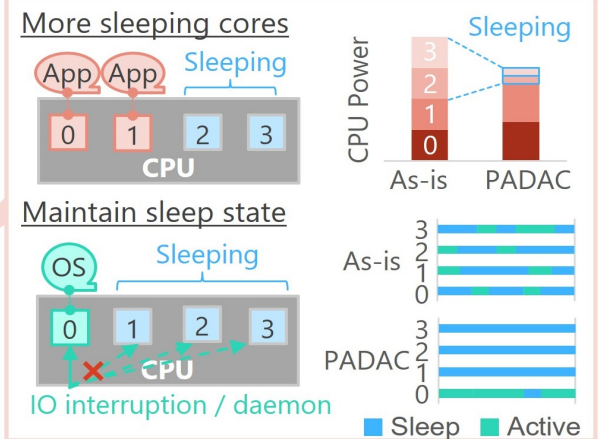 More sleeping cores
App App Sleeping
0 1 2 3
CPU
Sleeping
CPU Power
3
2
1
0
As-is PADAC
Maintain sleep state
OS
Sleeping
0 1 2 3
CPU
IO interruption / daemon
As-is
3
2
1
0
PADAC
3
2
1
0
Sleep Active